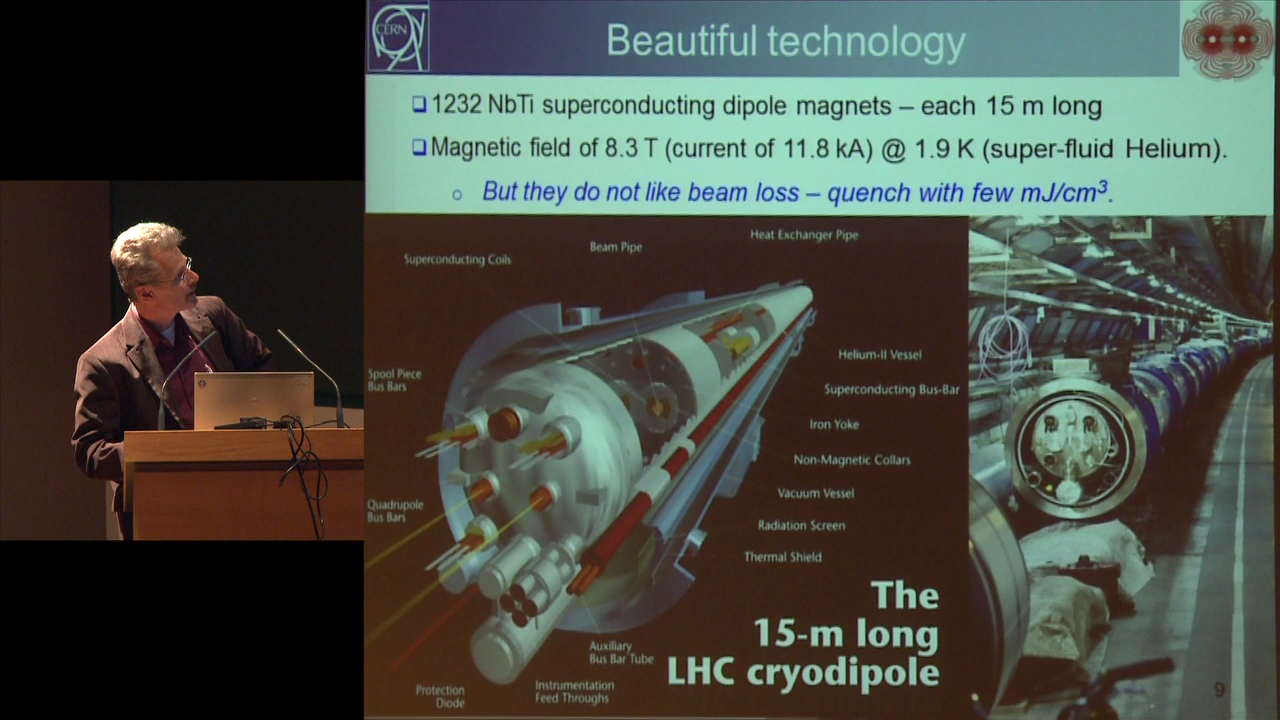 CERN
Beautiful technology
1232 NbTi superconducting dipole magnets – each 15 m long
Magnetic field of 8.3 T (current of 11.8 kA) @ 1.9 K (super-fluid Helium).
But they do not like beam loss – quench with few mJ/cm³.
Heat Exchanger Pipe
Beam Pipe
Superconducting Coils
Helium-II Vessel
Spool Piece
Bus Bars
Superconducting Bus-Bar
Iron Yoke
Non-Magnetic Collars
Vacuum Vessel
Quadrupole
Bus Bars
Radiation Screen
Thermal Shield
The
15-m long
LHC cryodipole
Auxiliary
Bus Bar Tube
Instrumentation
Feed Throughs
Protection
Diode
9